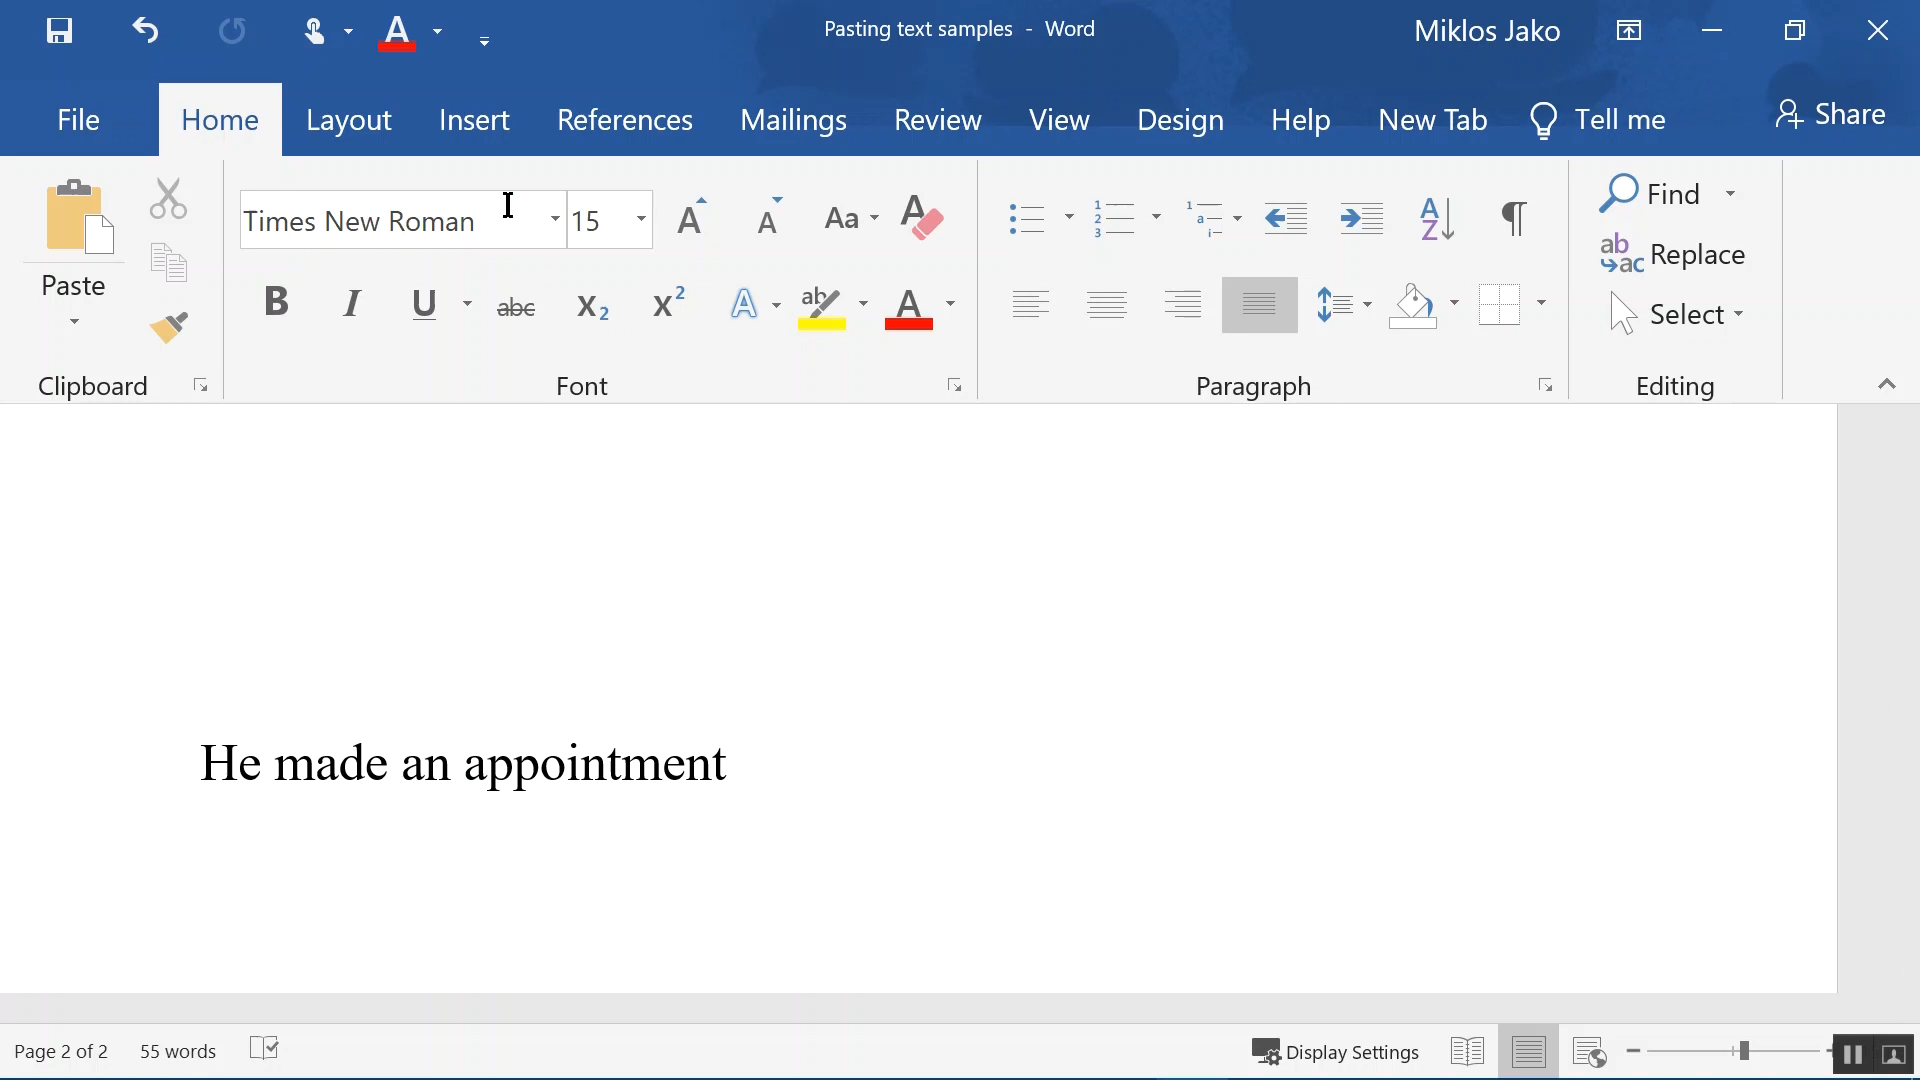 Pasting text samples - Word
Miklos Jako
File Home Layout Insert References Mailings Review View Design Help New Tab Tell me Share
Times New Roman 15 Aa Find
Replace
Paste
B I U abc X2 X2 A ab A Select
Clipboard Font Paragraph Editing
He made an appointment
Page 2 of 2 55 words Display Settings